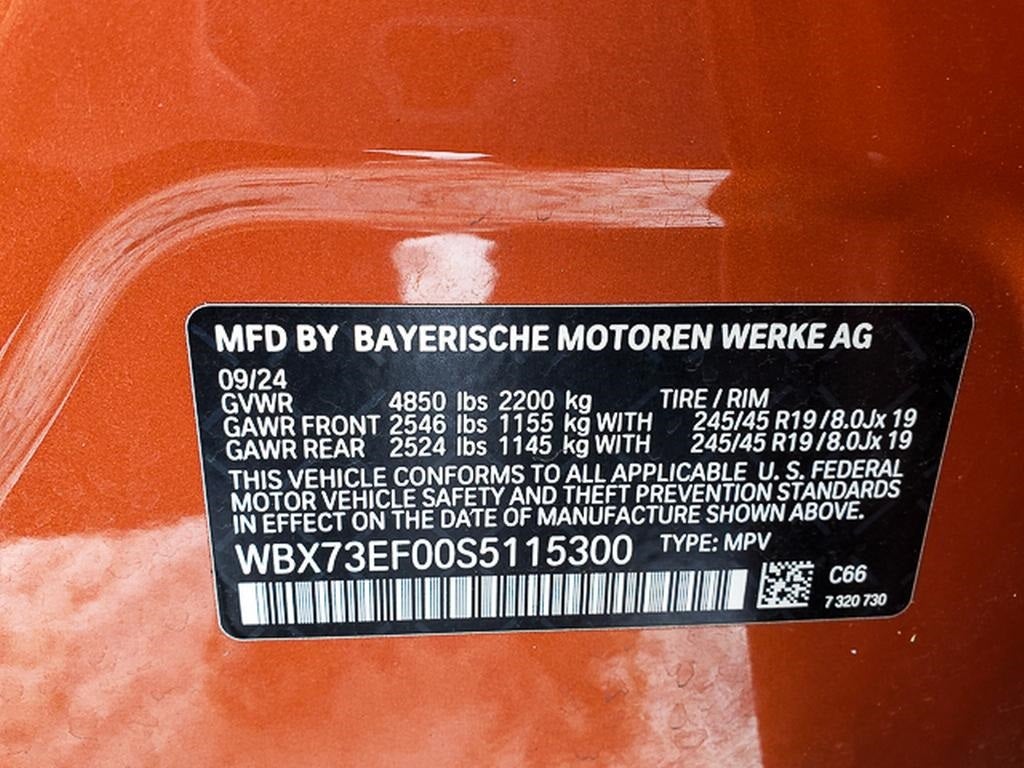 MFD BY BAYERISCHE MOTOREN WERKE AG
09/24
GVWR 4850 lbs 2200 kg TIRE / RIM
GAWR FRONT 2546 lbs 1155 kg WITH 245/45 R19 / 8.0Jx 19
GAWR REAR 2524 lbs 1145 kg WITH 245/45 R19 / 8.0Jx 19
THIS VEHICLE CONFORMS TO ALL APPLICABLE U. S. FEDERAL
MOTOR VEHICLE SAFETY AND THEFT PREVENTION STANDARDS
IN EFFECT ON THE DATE OF MANUFACTURE SHOWN ABOVE.
WBX73EF00S5115300 TYPE: MPV
C66
7 320 730